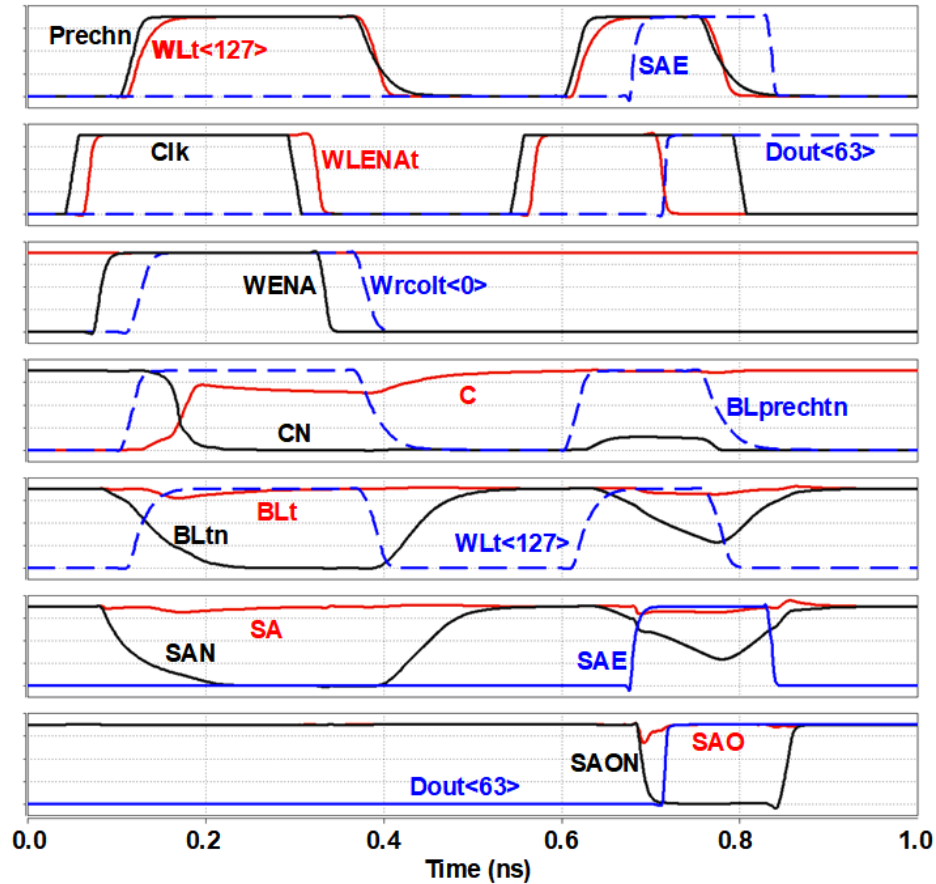 Prechn
WLt<127>
SAE
Clk
WLENAt
Dout<63>
WENA
Wrcolt<0>
C
CN
BLprechtn
BLt
BLtn
WLt<127>
SA
SAN
SAE
SAO
SAON
Dout<63>
0.0 0.2 0.4 0.6 0.8 1.0
Time (ns)